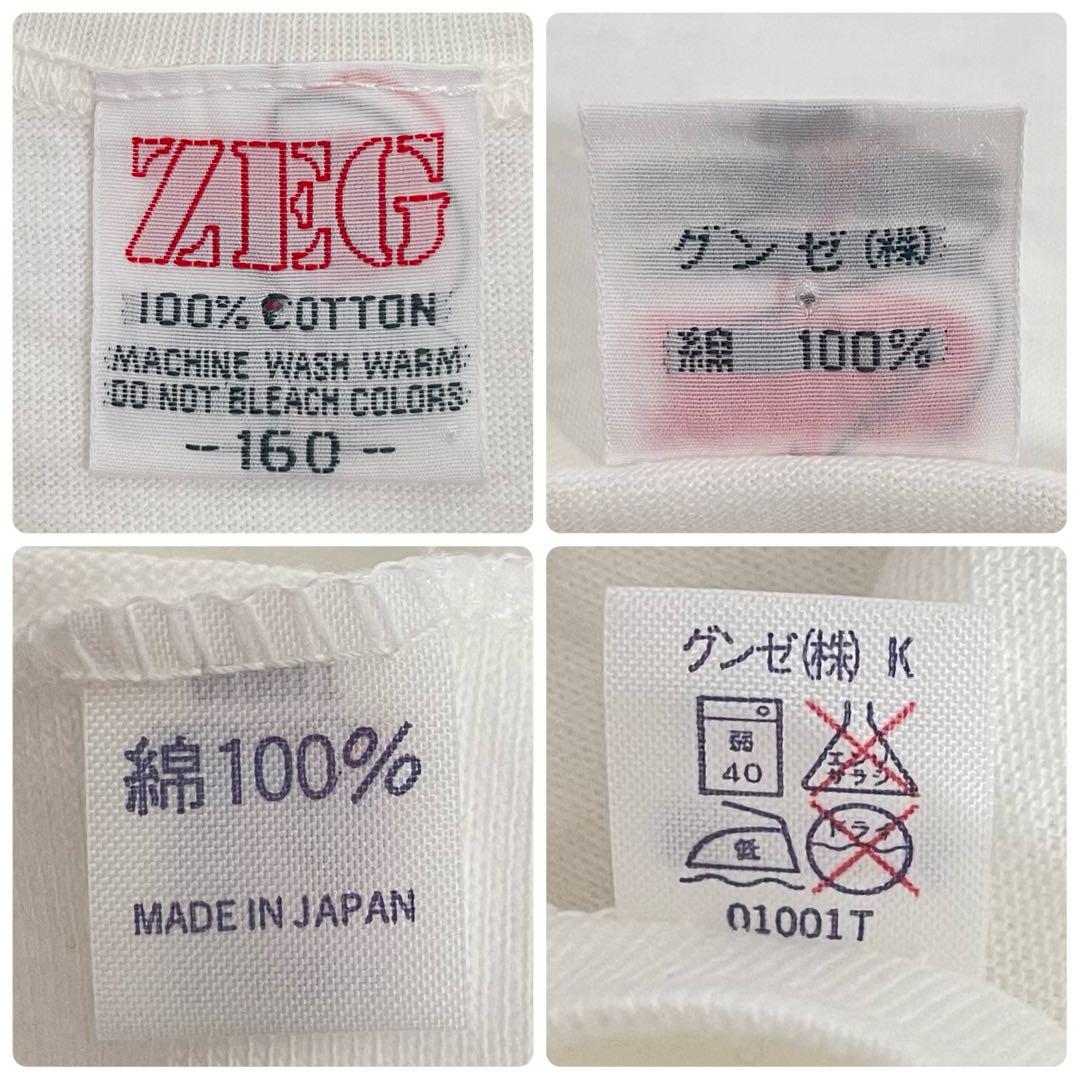 ZEG
100% COTTON
MACHINE WASH WARM
DO NOT BLEACH COLORS
-160-
グンゼ(株)
綿 100%
綿100%
MADE IN JAPAN
グンゼ(株) K
弱
40
エンソ
サラシ
低
ドライ
01001T